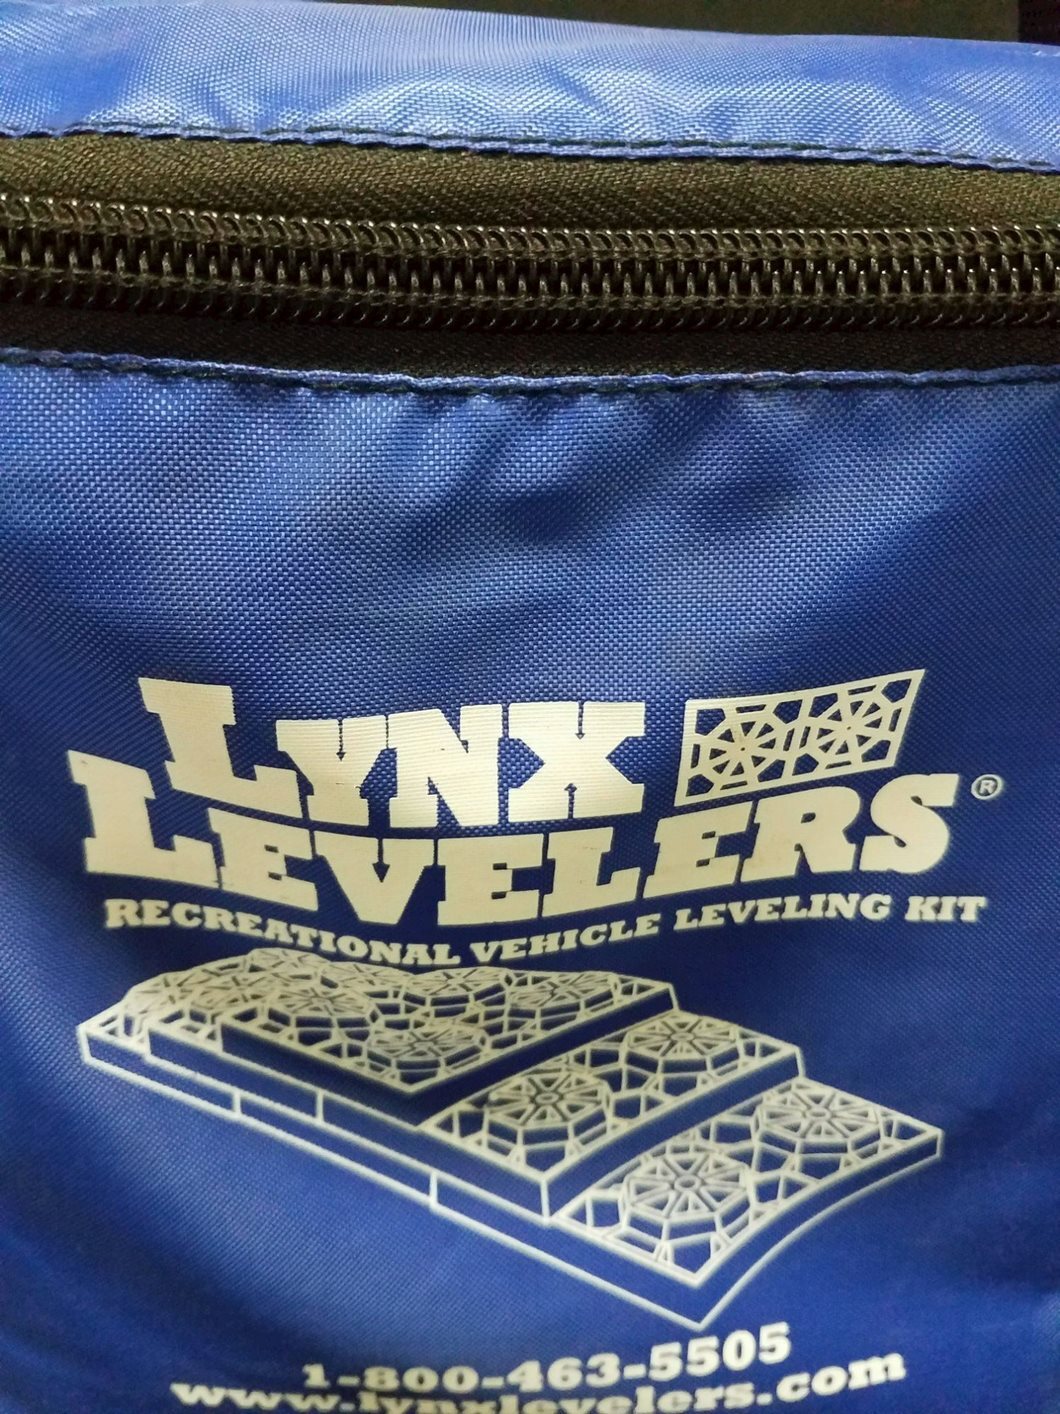 LYNX
LEVELERS®
RECREATIONAL VEHICLE LEVELING KIT
1-800-463-5505
www.lynxlevelers.com